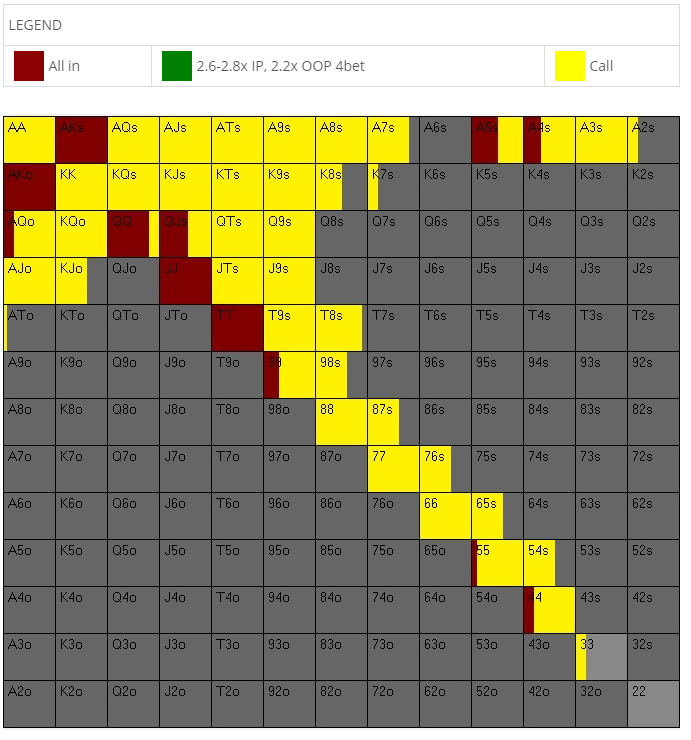 LEGEND
All in 2.6-2.8x IP, 2.2x OOP 4bet Call
AA AKs AQs AJs ATs A9s A8s A7s A6s A5s A4s A3s A2s
AKo KK KQs KJs KTs K9s K8s K7s K6s K5s K4s K3s K2s
AQo KQo QQ QJs QTs Q9s Q8s Q7s Q6s Q5s Q4s Q3s Q2s
AJo KJo QJo JJ JTs J9s J8s J7s J6s J5s J4s J3s J2s
ATo KTo QTo JTo TT T9s T8s T7s T6s T5s T4s T3s T2s
A9o K9o Q9o J9o T9o 99 98s 97s 96s 95s 94s 93s 92s
A8o K8o Q8o J8o T8o 98o 88 87s 86s 85s 84s 83s 82s
A7o K7o Q7o J7o T7o 97o 87o 77 76s 75s 74s 73s 72s
A6o K6o Q6o J6o T6o 96o 86o 76o 66 65s 64s 63s 62s
A5o K5o Q5o J5o T5o 95o 85o 75o 65o 55 54s 53s 52s
A4o K4o Q4o J4o T4o 94o 84o 74o 64o 54o 44 43s 42s
A3o K3o Q3o J3o T3o 93o 83o 73o 63o 53o 43o 33 32s
A2o K2o Q2o J2o T2o 92o 82o 72o 62o 52o 42o 32o 22